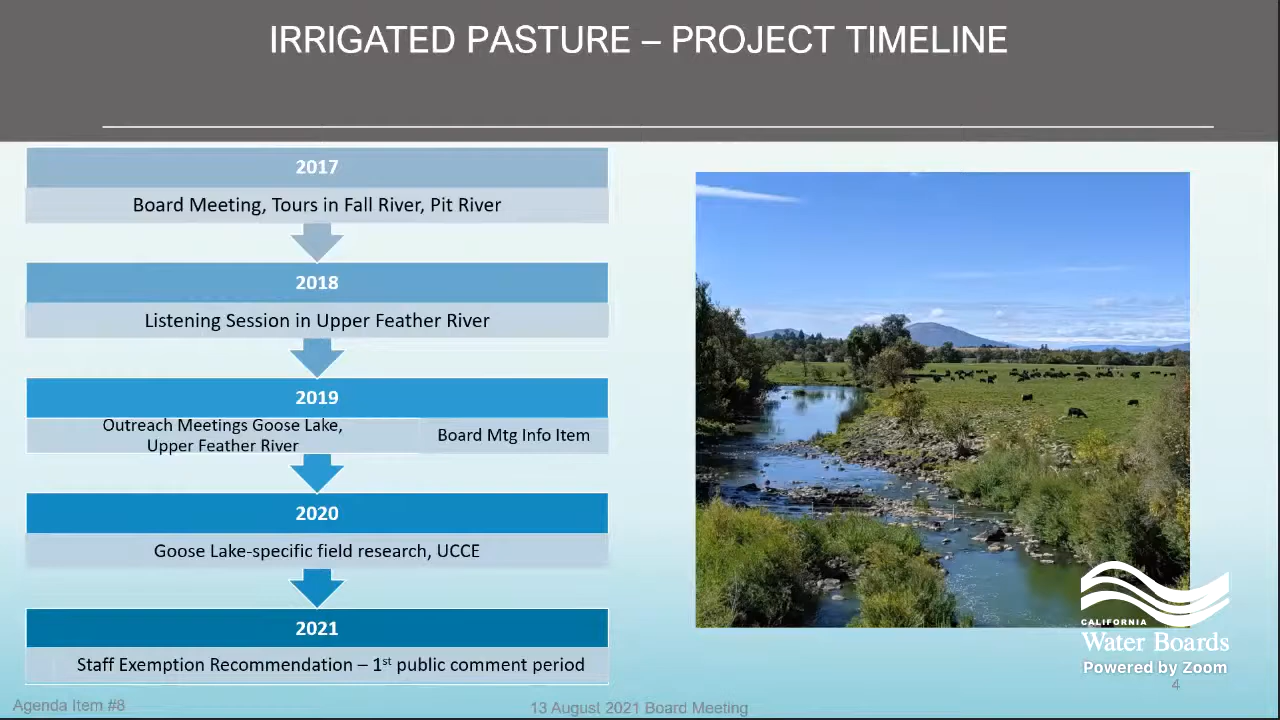 IRRIGATED PASTURE – PROJECT TIMELINE
2017
Board Meeting, Tours in Fall River, Pit River
2018
Listening Session in Upper Feather River
2019
Outreach Meetings Goose Lake,
Upper Feather River
Board Mtg Info Item
2020
Goose Lake-specific field research, UCCE
2021
Staff Exemption Recommendation – 1st public comment period
CALIFORNIA
Water Boards
Powered by Zoom
4
Agenda Item #8
13 August 2021 Board Meeting